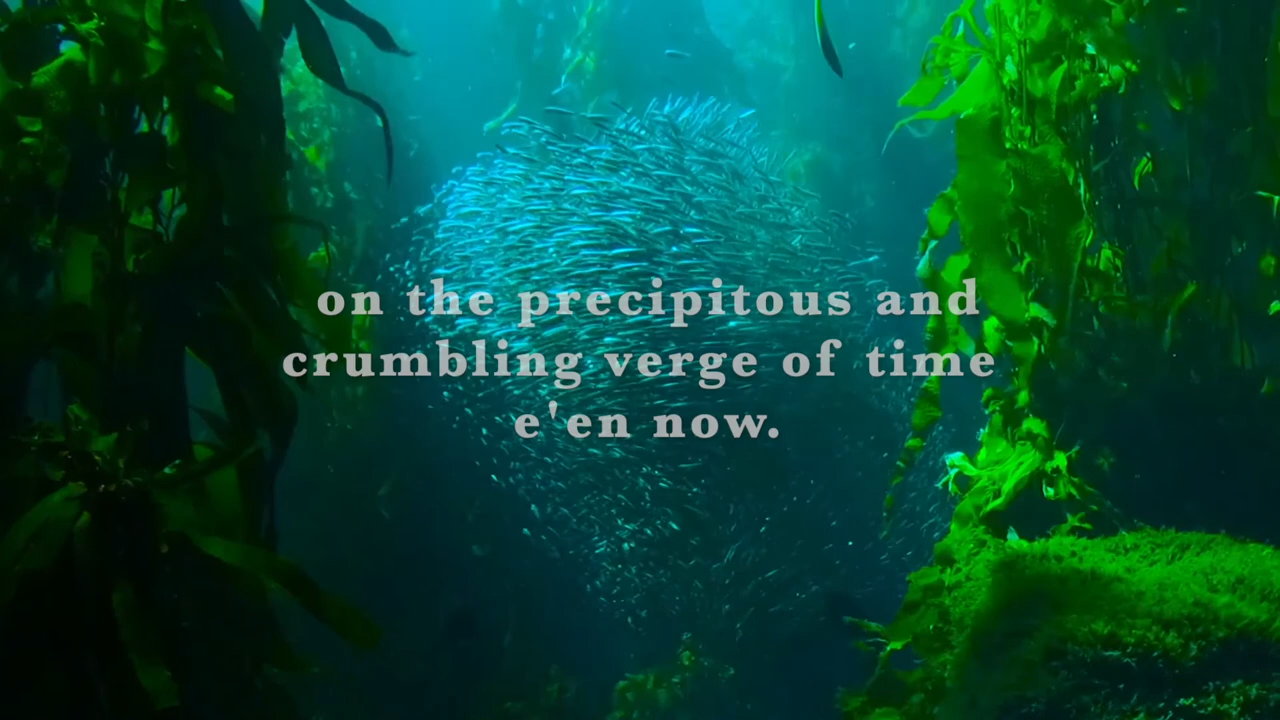 on the precipitous and
crumbling verge of time
e'en now.